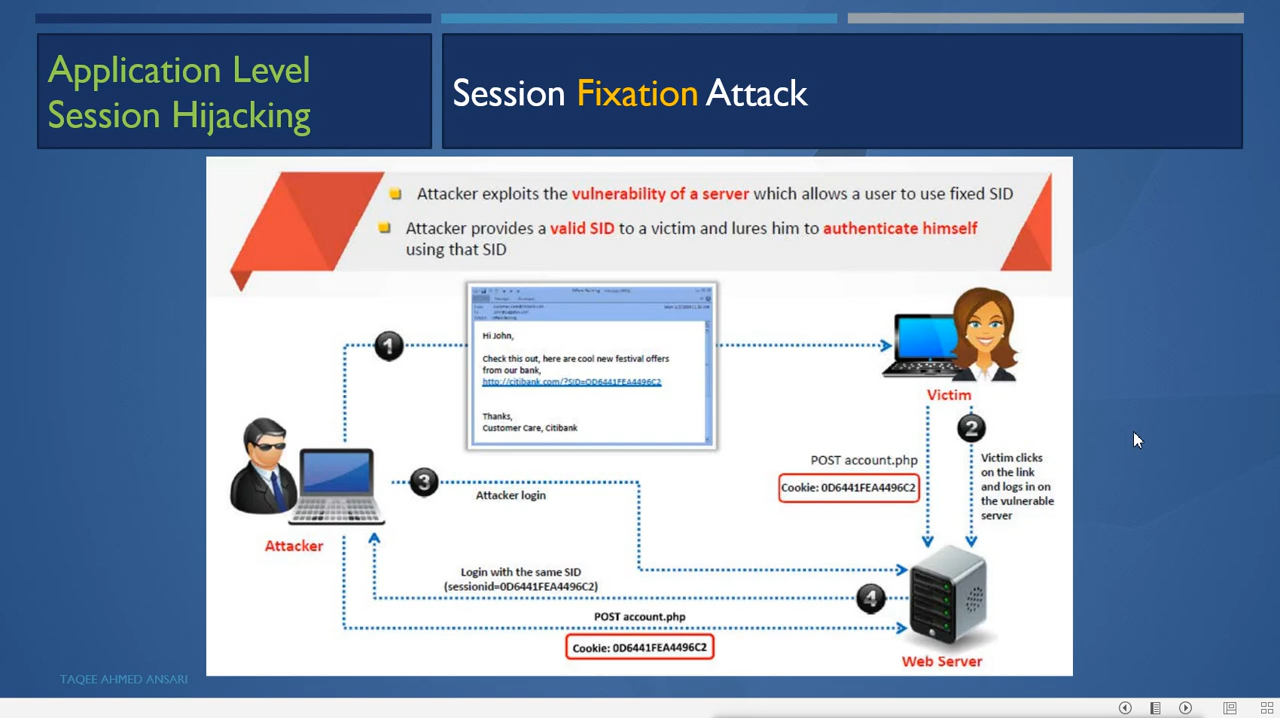 Application Level
Session Hijacking
Session Fixation Attack
Attacker exploits the vulnerability of a server which allows a user to use fixed SID
Attacker provides a valid SID to a victim and lures him to authenticate himself
using that SID
1
Hi John,
Check this out, here are cool new festival offers
from our bank,
http://citibank.com/?SID=OD6441FEA4496C2
Thanks,
Customer Care, Citibank
Victim
2
POST account.php
Cookie: 0D6441FEA4496C2
Victim clicks
on the link
and logs in on
the vulnerable
server
3
Attacker login
Attacker
Login with the same SID
(sessionid=0D6441FEA4496C2)
4
POST account.php
Cookie: 0D6441FEA4496C2
Web Server
TAQEE AHMED ANSARI